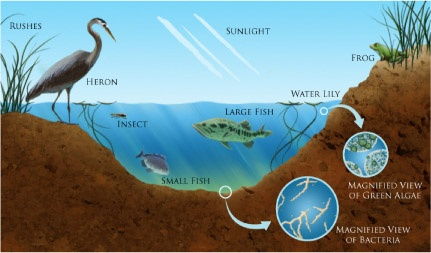 Rushes
Sunlight
Frog
Heron
Water Lily
Insect
Large Fish
Small Fish
Magnified View
of Green Algae
Magnified View
of Bacteria